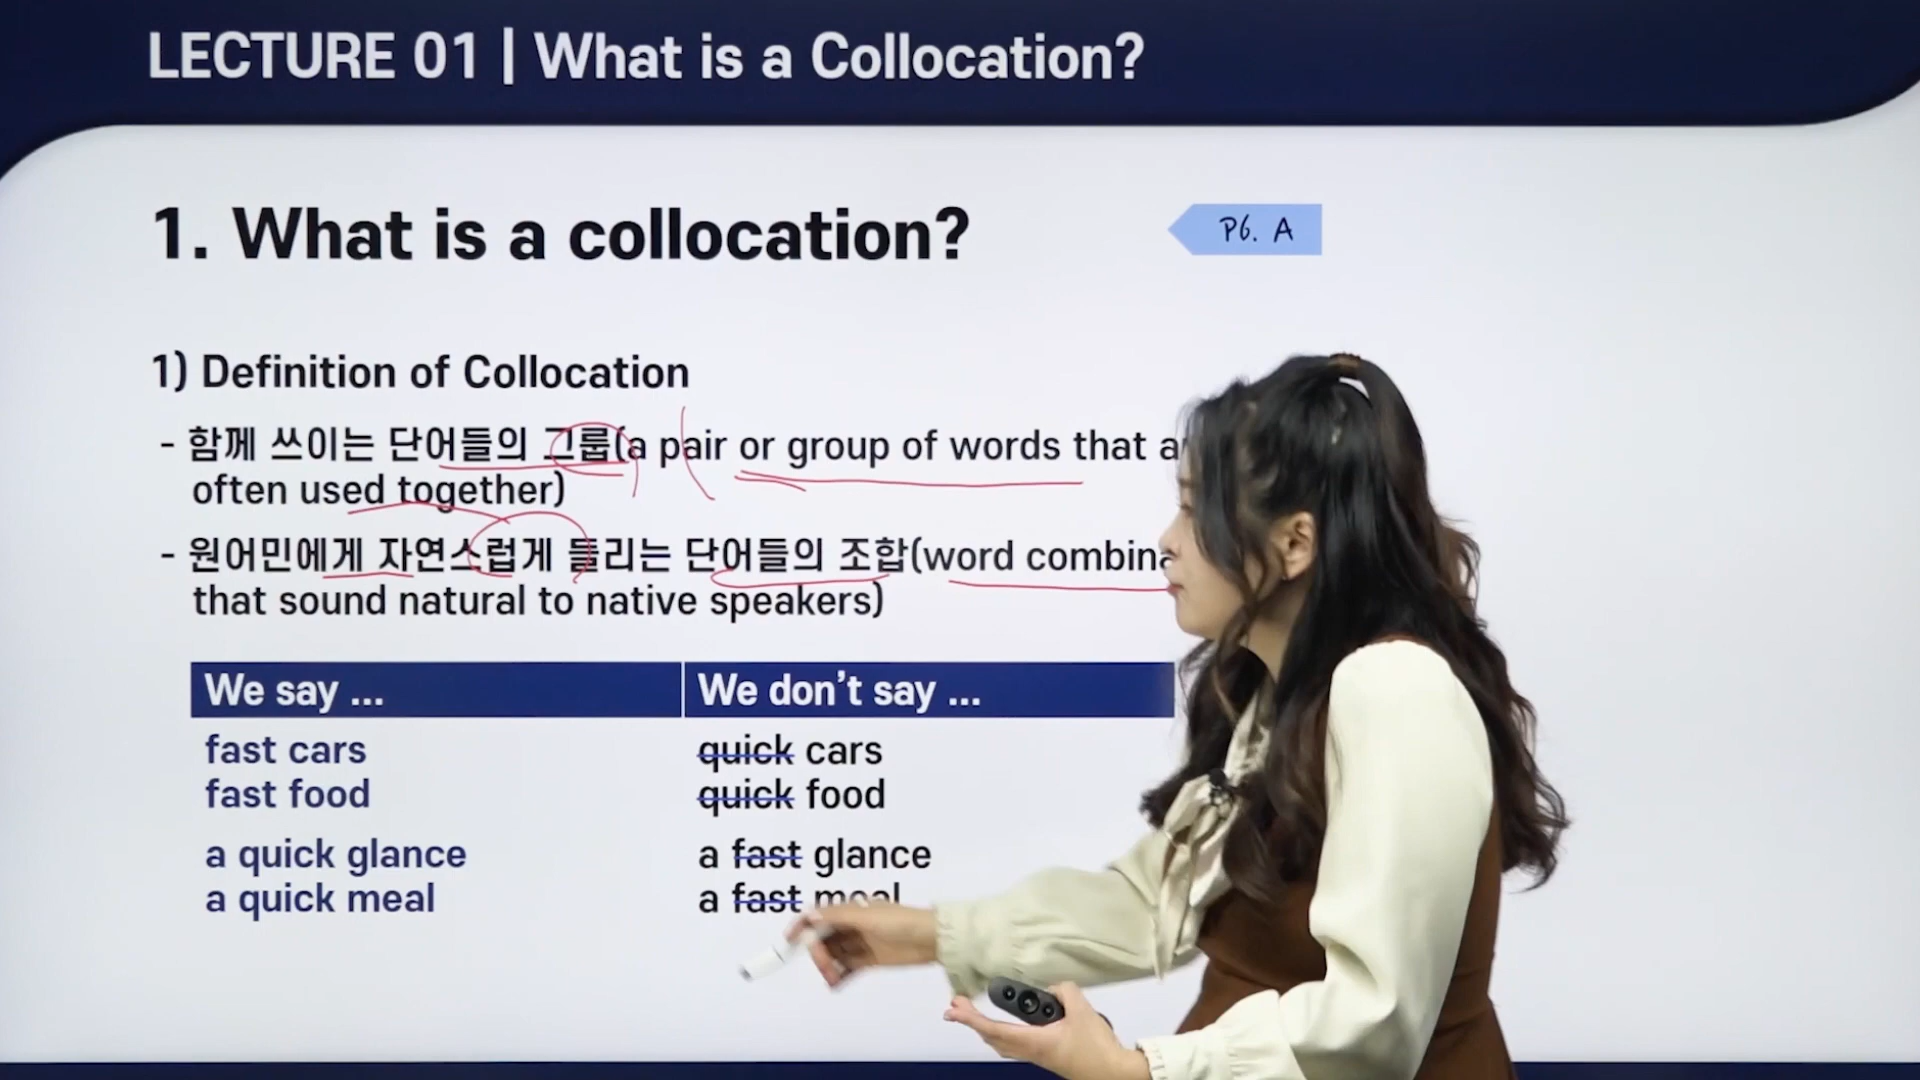 LECTURE 01 | What is a Collocation?
1. What is a collocation?
P6. A
1) Definition of Collocation
- 함께 쓰이는 단어들의 그룹(a pair or group of words that
often used together)
- 원어민에게 자연스럽게 들리는 단어들의 조합(word
that sound natural to native speakers)
We say ...
We don't say ...
fast cars
quick cars
fast food
quick food
a quick glance
a fast glance
a quick meal
a fast meal